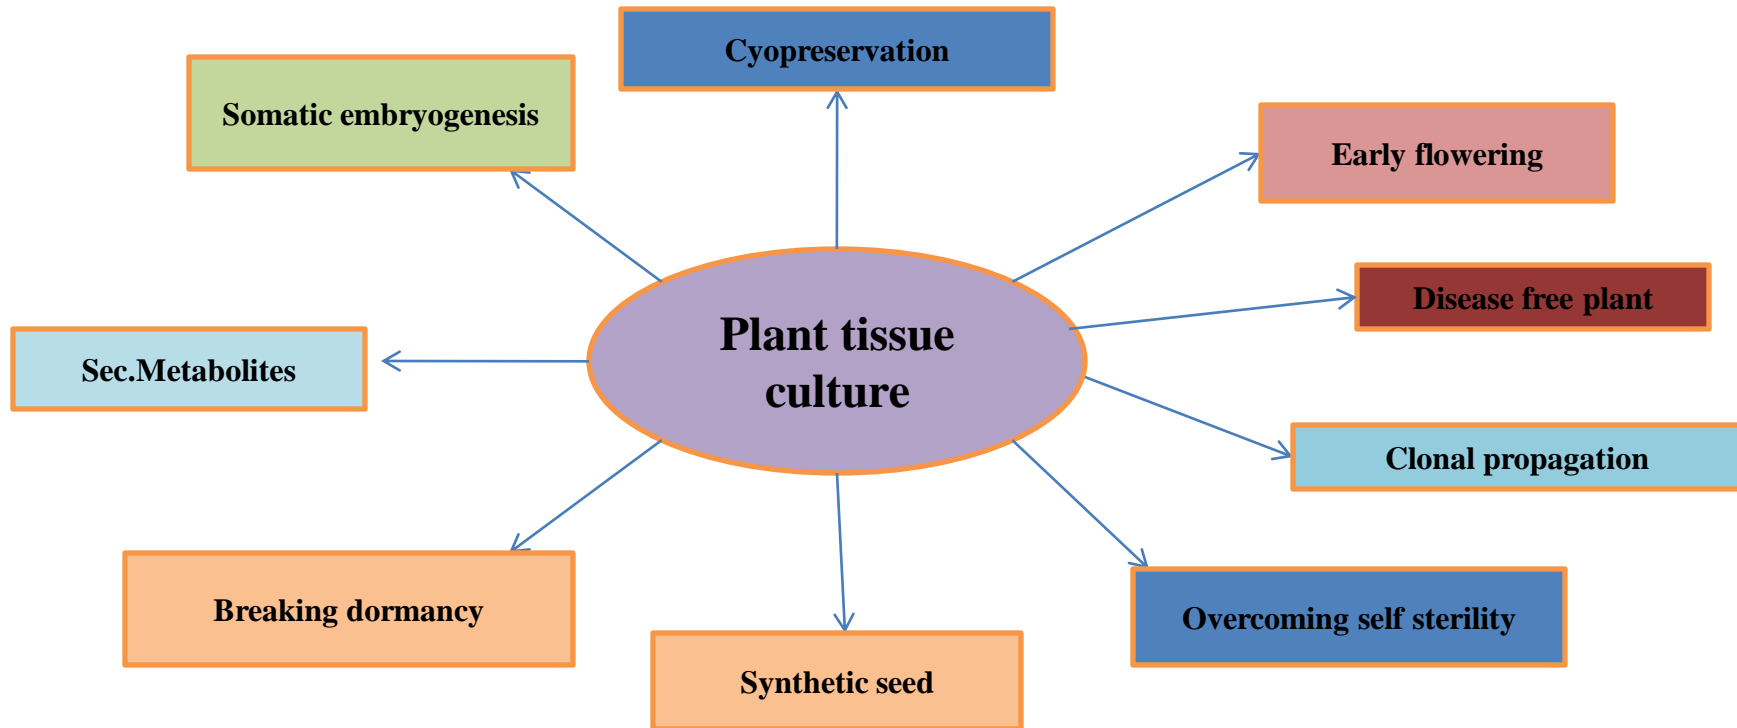 Cyopreservation
Somatic embryogenesis
Early flowering
Disease free plant
Plant tissue
culture
Sec.Metabolites
Clonal propagation
Breaking dormancy
Overcoming self sterility
Synthetic seed